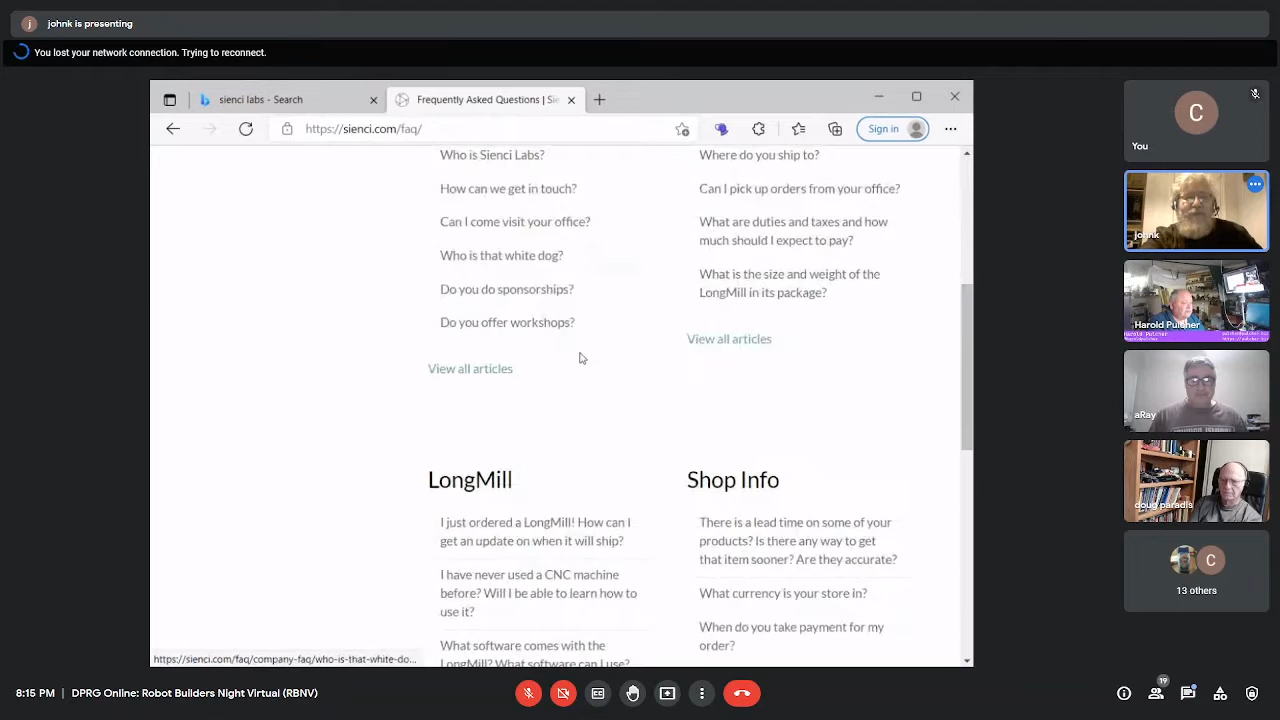 j johnk is presenting
You lost your network connection. Trying to reconnect.
sienci labs - Search
Frequently Asked Questions | Sie
https://sienci.com/faq/
Sign in
Who is Sienci Labs?
How can we get in touch?
Can I come visit your office?
Who is that white dog?
Do you do sponsorships?
Do you offer workshops?
View all articles
Where do you ship to?
Can I pick up orders from your office?
What are duties and taxes and how
much should I expect to pay?
What is the size and weight of the
LongMill in its package?
View all articles
LongMill
I just ordered a LongMill! How can I
get an update on when it will ship?
I have never used a CNC machine
before? Will I be able to learn how to
use it?
What software comes with the
LongMill? What software can I use?
Shop Info
There is a lead time on some of your
products? Is there any way to get
that item sooner? Are they accurate?
What currency is your store in?
When do you take payment for my
order?
https://sienci.com/faq/company-faq/who-is-that-white-do...
C
You
johnk
Harold Pulcher
aRay
doug paradis
C
13 others
8:15 PM | DPRG Online: Robot Builders Night Virtual (RBNV)
19